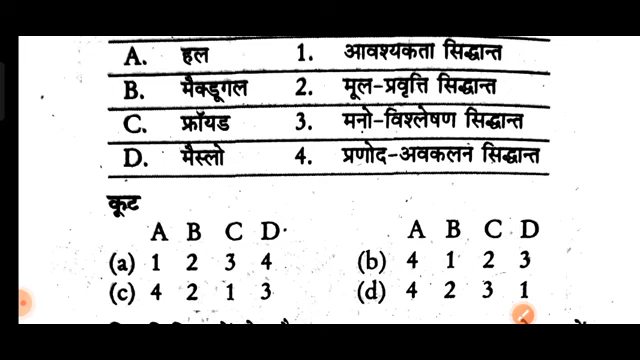 A. हल 1. आवश्यकता सिद्धान्त
B. मैक्डूगल 2. मूल-प्रवृत्ति सिद्धान्त
C. फ्रॉयड 3. मनो-विश्लेषण सिद्धान्त
D. मैस्लो 4. प्रणोद-अवकलन सिद्धान्त
कूट
A B C D A B C D
(a) 1 2 3 4 (b) 4 1 2 3
(c) 4 2 1 3 (d) 4 2 3 1